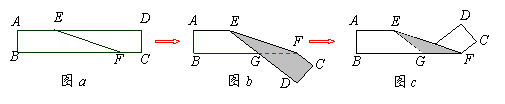 A E D
B F C
图 a
A E
B G F
C
D
图 b
A E D
C
B G F
图 c